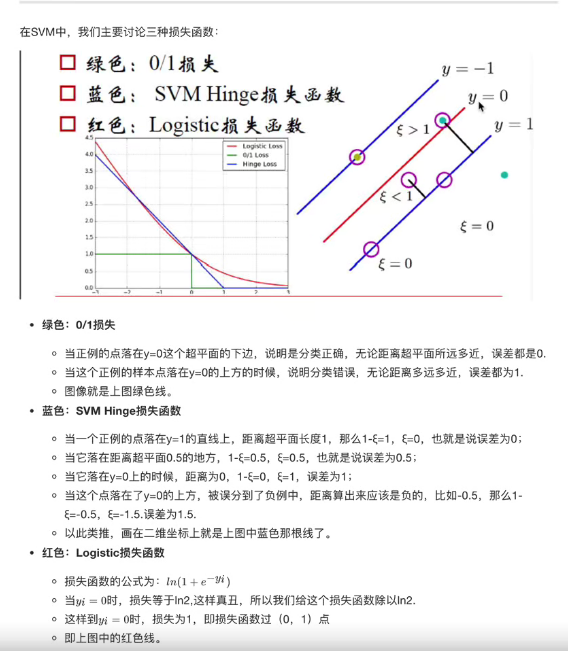 在SVM中，我们主要讨论三种损失函数：
绿色：0/1损失
蓝色： SVM Hinge损失函数
红色：Logistic损失函数
4.5
4.0
3.5
3.0
2.5
2.0
1.5
1.0
0.5
0.0
−3 −2 −1 0 1 2 3
Logistic Loss
0/1 Loss
Hinge Loss
y = −1
y = 0
y = 1
ξ > 1
ξ < 1
ξ = 0
ξ = 0
• 绿色：0/1损失
当正例的点落在y=0这个超平面的下边，说明是分类正确，无论距离超平面所远多近，误差都是0.
当这个正例的样本点落在y=0的上方的时候，说明分类错误，无论距离多远多近，误差都为1.
图像就是上图绿色线。
• 蓝色：SVM Hinge损失函数
当一个正例的点落在y=1的直线上，距离超平面长度1，那么1-ξ=1，ξ=0，也就是说误差为0；
当它落在距离超平面0.5的地方，1-ξ=0.5，ξ=0.5，也就是说误差为0.5；
当它落在y=0上的时候，距离为0，1-ξ=0，ξ=1，误差为1；
当这个点落在了y=0的上方，被误分到了负例中，距离算出来应该是负的，比如-0.5，那么1-
ξ=-0.5，ξ=-1.5.误差为1.5.
以此类推，画在二维坐标上就是上图中蓝色那根线了。
• 红色：Logistic损失函数
损失函数的公式为：ln(1 + e^{−yi})
当yi = 0时，损失等于ln2,这样真丑，所以我们给这个损失函数除以ln2.
这样到yi = 0时，损失为1，即损失函数过（0，1）点
即上图中的红色线。